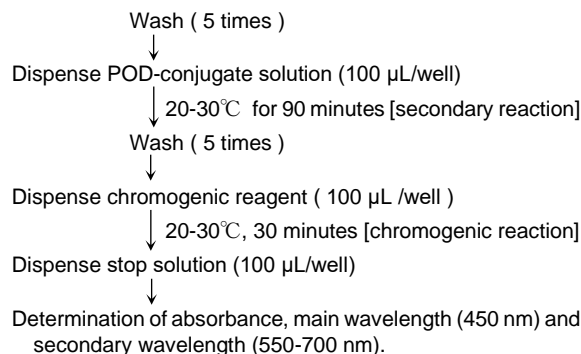 Wash ( 5 times )
Dispense POD-conjugate solution (100 µL/well)
20-30℃ for 90 minutes [secondary reaction]
Wash ( 5 times )
Dispense chromogenic reagent ( 100 µL /well )
20-30℃, 30 minutes [chromogenic reaction]
Dispense stop solution (100 µL/well)
Determination of absorbance, main wavelength (450 nm) and
secondary wavelength (550-700 nm).